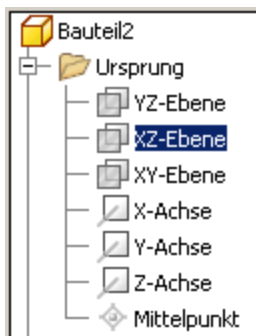 Bauteil2
Ursprung
YZ-Ebene
XZ-Ebene
XY-Ebene
X-Achse
Y-Achse
Z-Achse
Mittelpunkt